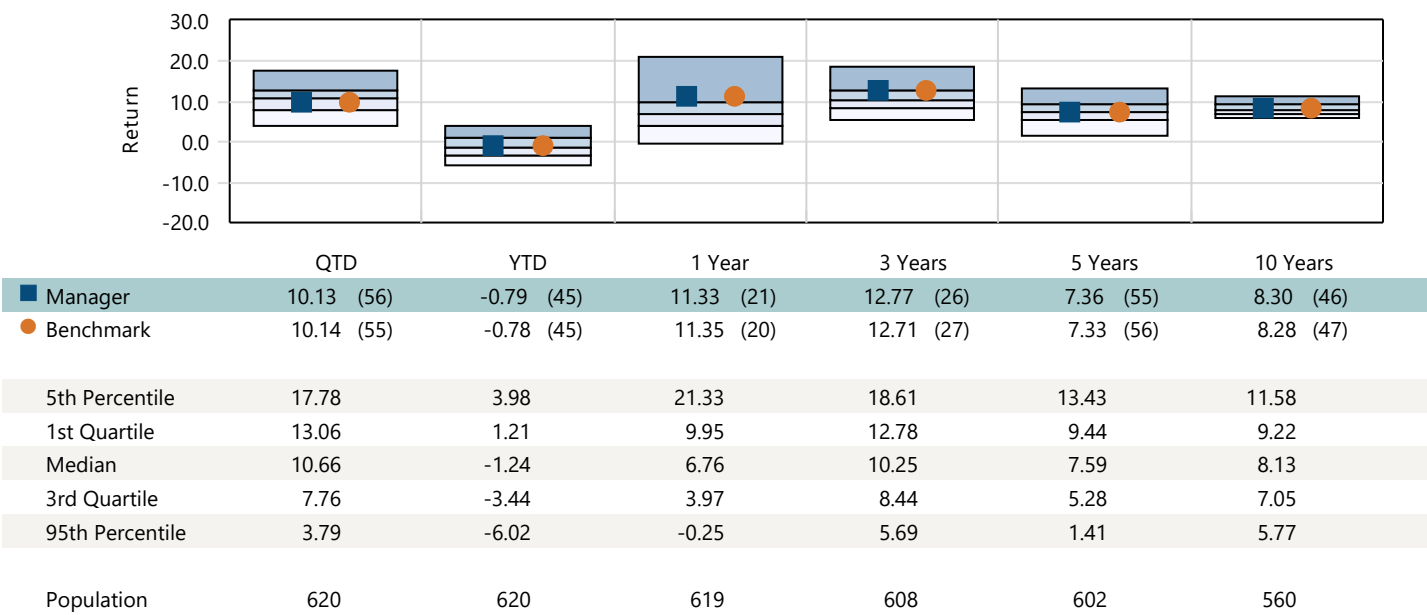 30.0
20.0
10.0
0.0
-10.0
-20.0
Return
QTD YTD 1 Year 3 Years 5 Years 10 Years
Manager 10.13 (56) -0.79 (45) 11.33 (21) 12.77 (26) 7.36 (55) 8.30 (46)
Benchmark 10.14 (55) -0.78 (45) 11.35 (20) 12.71 (27) 7.33 (56) 8.28 (47)
5th Percentile 17.78 3.98 21.33 18.61 13.43 11.58
1st Quartile 13.06 1.21 9.95 12.78 9.44 9.22
Median 10.66 -1.24 6.76 10.25 7.59 8.13
3rd Quartile 7.76 -3.44 3.97 8.44 5.28 7.05
95th Percentile 3.79 -6.02 -0.25 5.69 1.41 5.77
Population 620 620 619 608 602 560